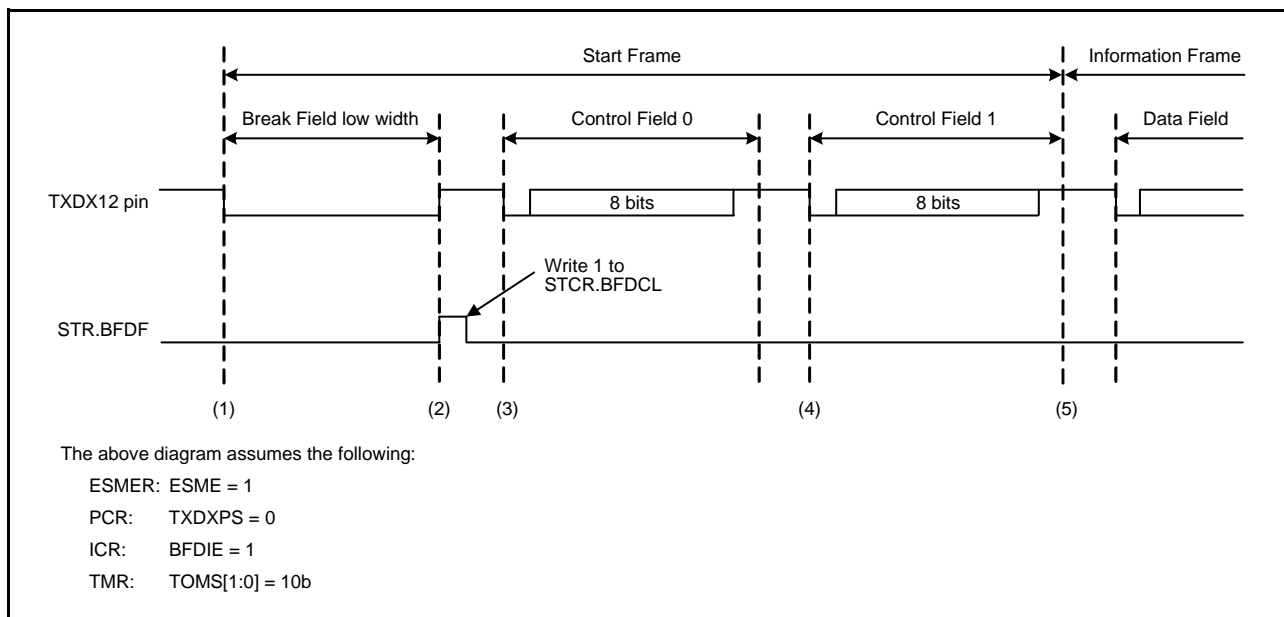 Start Frame
Information Frame
Break Field low width
Control Field 0
Control Field 1
Data Field
TXDX12 pin
8 bits
8 bits
Write 1 to
STCR.BFDCL
STR.BFDF
(1)
(2)
(3)
(4)
(5)
The above diagram assumes the following:
ESMER: ESME = 1
PCR: TXDXPS = 0
ICR: BFDIE = 1
TMR: TOMS[1:0] = 10b